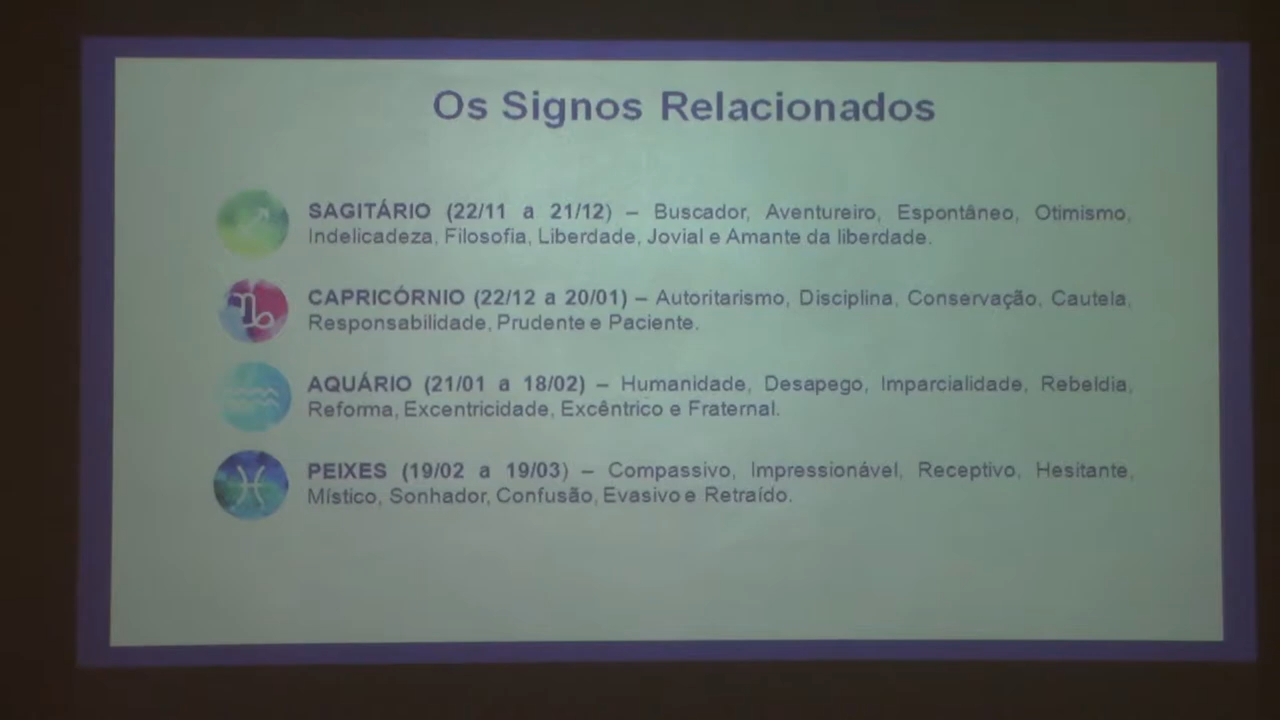 Os Signos Relacionados
SAGITÁRIO (22/11 a 21/12) – Buscador, Aventureiro, Espontâneo, Otimismo,
Indelicadeza, Filosofia, Liberdade, Jovial e Amante da liberdade.
CAPRICÓRNIO (22/12 a 20/01) – Autoritarismo, Disciplina, Conservação, Cautela,
Responsabilidade, Prudente e Paciente.
AQUÁRIO (21/01 a 18/02) – Humanidade, Desapego, Imparcialidade, Rebeldia,
Reforma, Excentricidade, Excêntrico e Fraternal.
PEIXES (19/02 a 19/03) – Compassivo, Impressionável, Receptivo, Hesitante,
Místico, Sonhador, Confusão, Evasivo e Retraído.